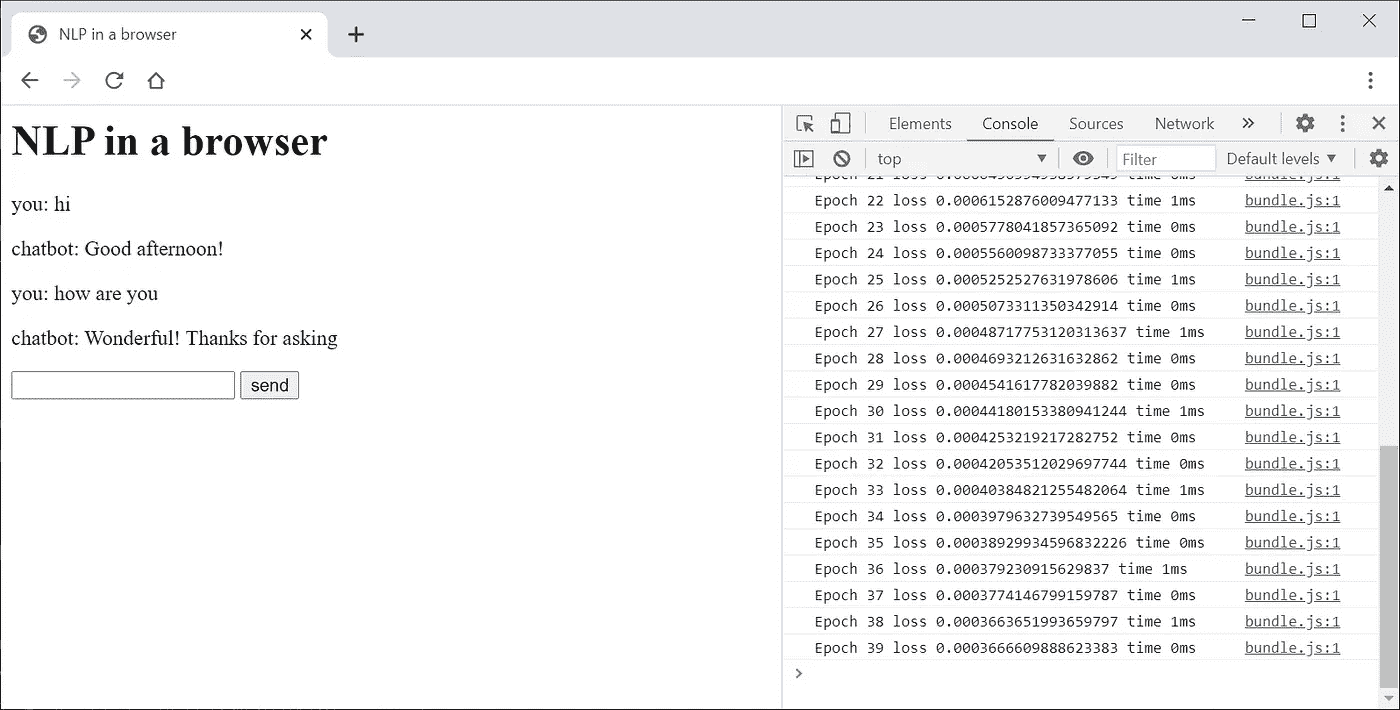 NLP in a browser
NLP in a browser
you: hi
chatbot: Good afternoon!
you: how are you
chatbot: Wonderful! Thanks for asking
send
Elements Console Sources Network
top Filter Default levels
Epoch 22 loss 0.0006152876009477133 time 1ms bundle.js:1
Epoch 23 loss 0.0005778041857365092 time 0ms bundle.js:1
Epoch 24 loss 0.0005560098733377055 time 0ms bundle.js:1
Epoch 25 loss 0.0005252527631978606 time 1ms bundle.js:1
Epoch 26 loss 0.0005073311350342914 time 0ms bundle.js:1
Epoch 27 loss 0.00048717753120313637 time 1ms bundle.js:1
Epoch 28 loss 0.0004693212631632862 time 0ms bundle.js:1
Epoch 29 loss 0.0004541617782039882 time 0ms bundle.js:1
Epoch 30 loss 0.00044180153380941244 time 1ms bundle.js:1
Epoch 31 loss 0.0004253219217282752 time 0ms bundle.js:1
Epoch 32 loss 0.00042053512029697744 time 0ms bundle.js:1
Epoch 33 loss 0.00040384821255482064 time 1ms bundle.js:1
Epoch 34 loss 0.0003979632739549565 time 0ms bundle.js:1
Epoch 35 loss 0.00038929934596832226 time 0ms bundle.js:1
Epoch 36 loss 0.000379230915629837 time 1ms bundle.js:1
Epoch 37 loss 0.0003774146799159787 time 0ms bundle.js:1
Epoch 38 loss 0.0003663651993659797 time 1ms bundle.js:1
Epoch 39 loss 0.0003666609888623383 time 0ms bundle.js:1